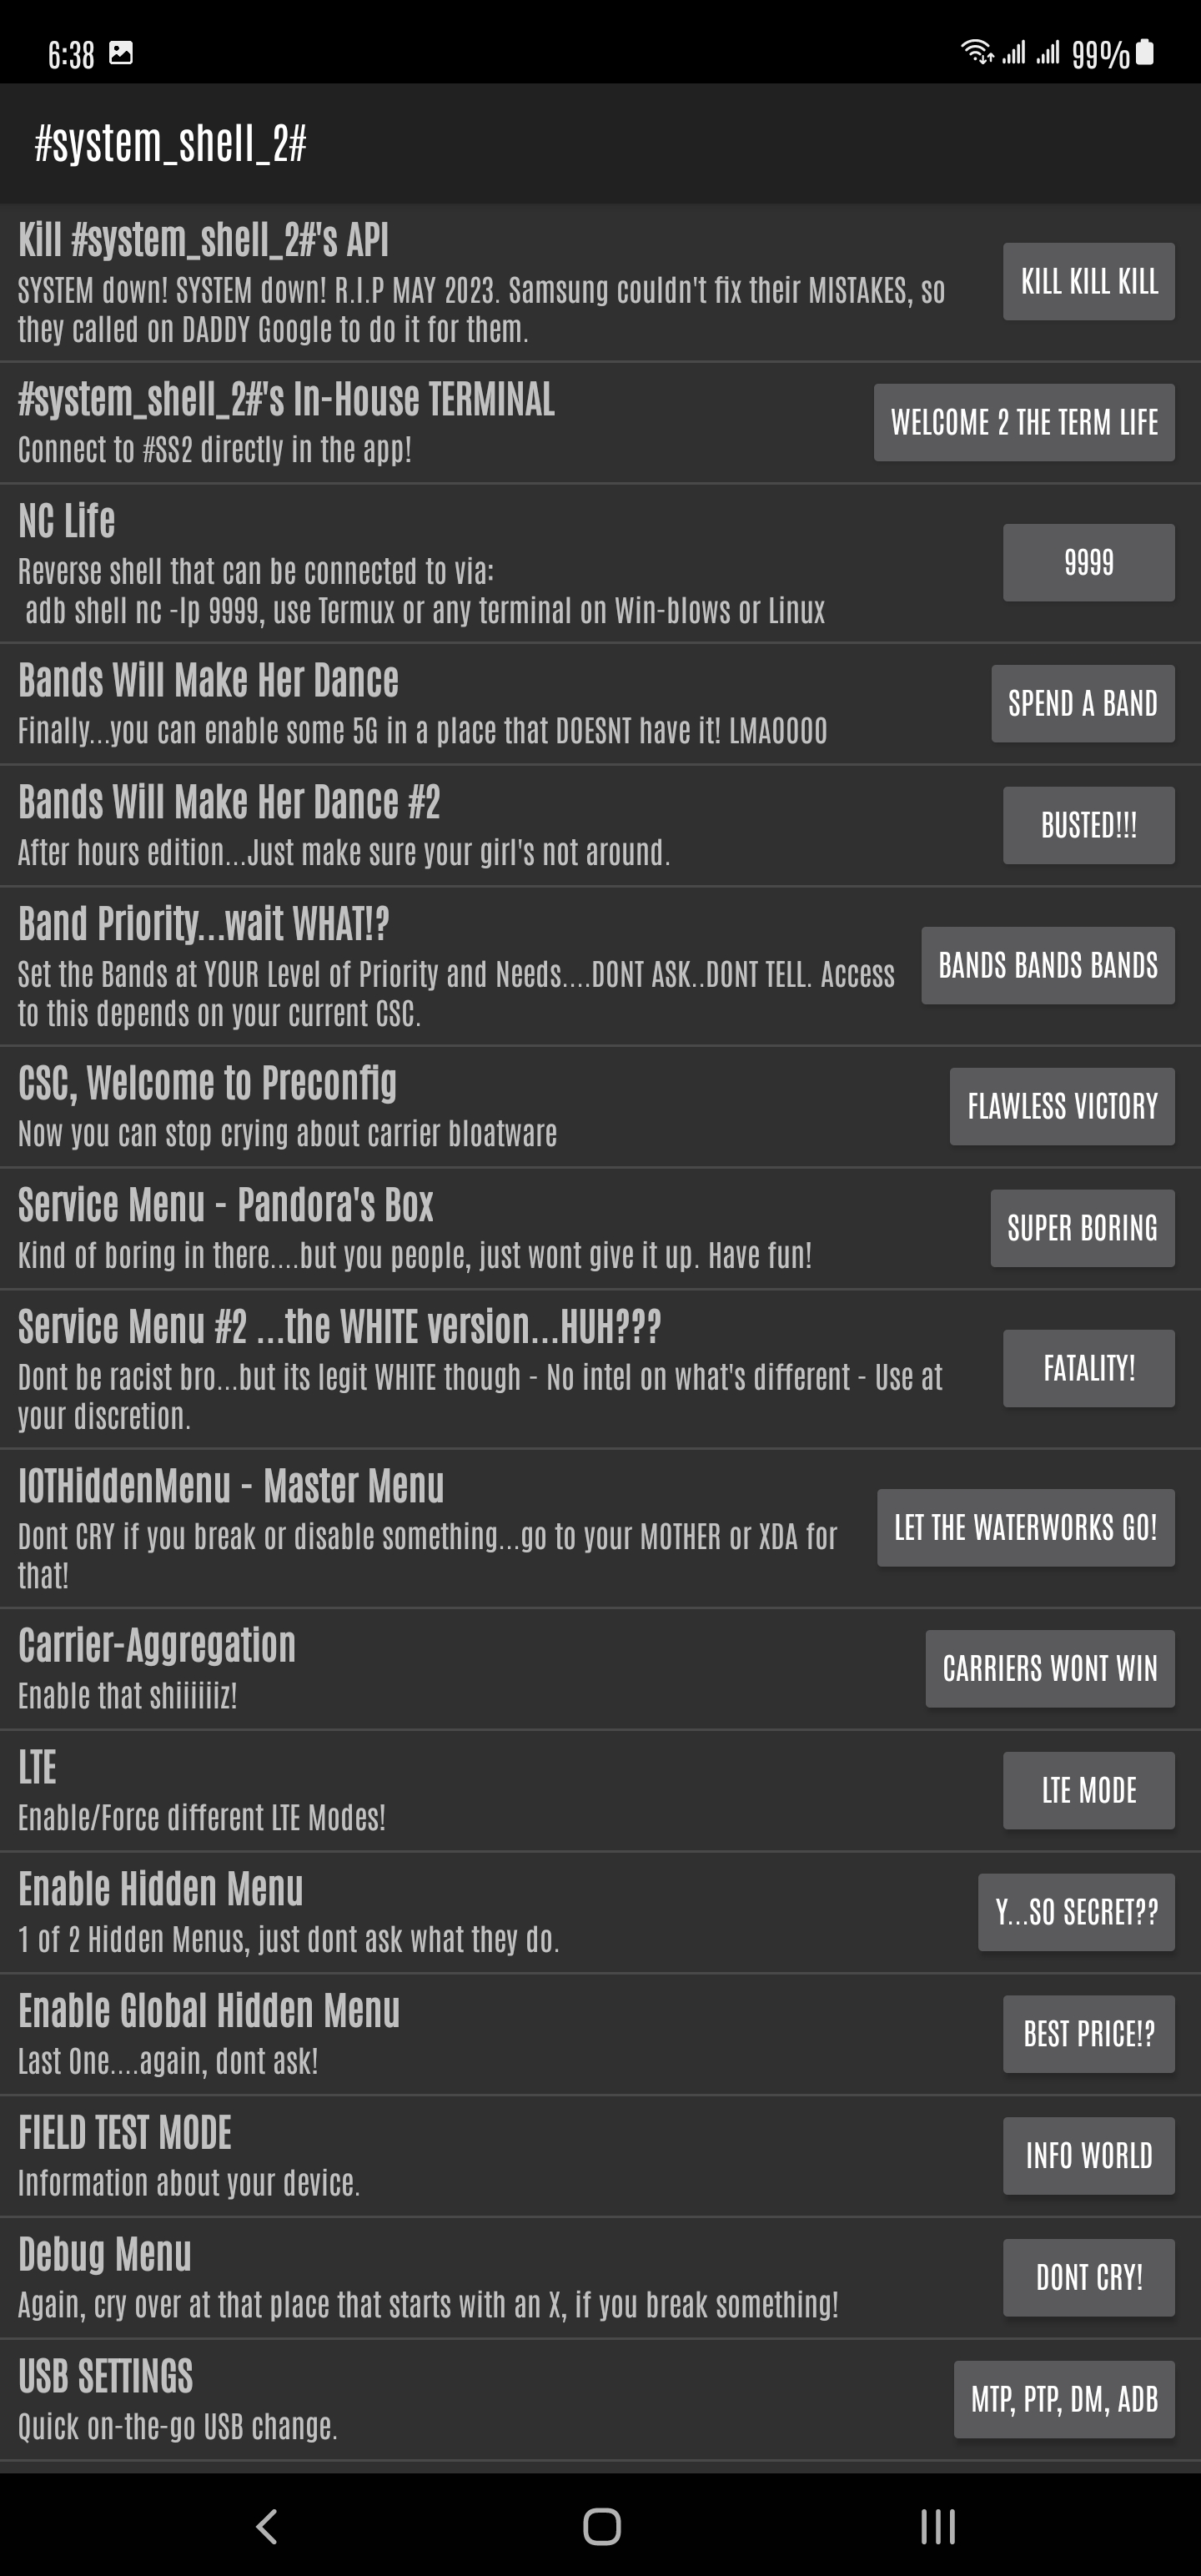 6:38
99%
#system_shell_2#
Kill #system_shell_2#'s API
SYSTEM down! SYSTEM down! R.I.P MAY 2023. Samsung couldn't fix their MISTAKES, so
they called on DADDY Google to do it for them.
KILL KILL KILL
#system_shell_2#'s In-House TERMINAL
Connect to #SS2 directly in the app!
WELCOME 2 THE TERM LIFE
NC Life
Reverse shell that can be connected to via:
adb shell nc -lp 9999, use Termux or any terminal on Win-blows or Linux
9999
Bands Will Make Her Dance
Finally...you can enable some 5G in a place that DOESNT have it! LMAOOOO
SPEND A BAND
Bands Will Make Her Dance #2
After hours edition...Just make sure your girl's not around.
BUSTED!!!
Band Priority...wait WHAT!?
Set the Bands at YOUR Level of Priority and Needs....DONT ASK..DONT TELL. Access
to this depends on your current CSC.
BANDS BANDS BANDS
CSC, Welcome to Preconfig
Now you can stop crying about carrier bloatware
FLAWLESS VICTORY
Service Menu - Pandora's Box
Kind of boring in there....but you people, just wont give it up. Have fun!
SUPER BORING
Service Menu #2 ...the WHITE version...HUH???
Dont be racist bro...but its legit WHITE though - No intel on what's different - Use at
your discretion.
FATALITY!
IOTHiddenMenu - Master Menu
Dont CRY if you break or disable something...go to your MOTHER or XDA for
that!
LET THE WATERWORKS GO!
Carrier-Aggregation
Enable that shiiiiiiz!
CARRIERS WONT WIN
LTE
Enable/Force different LTE Modes!
LTE MODE
Enable Hidden Menu
1 of 2 Hidden Menus, just dont ask what they do.
Y...SO SECRET??
Enable Global Hidden Menu
Last One....again, dont ask!
BEST PRICE!?
FIELD TEST MODE
Information about your device.
INFO WORLD
Debug Menu
Again, cry over at that place that starts with an X, if you break something!
DONT CRY!
USB SETTINGS
Quick on-the-go USB change.
MTP, PTP, DM, ADB